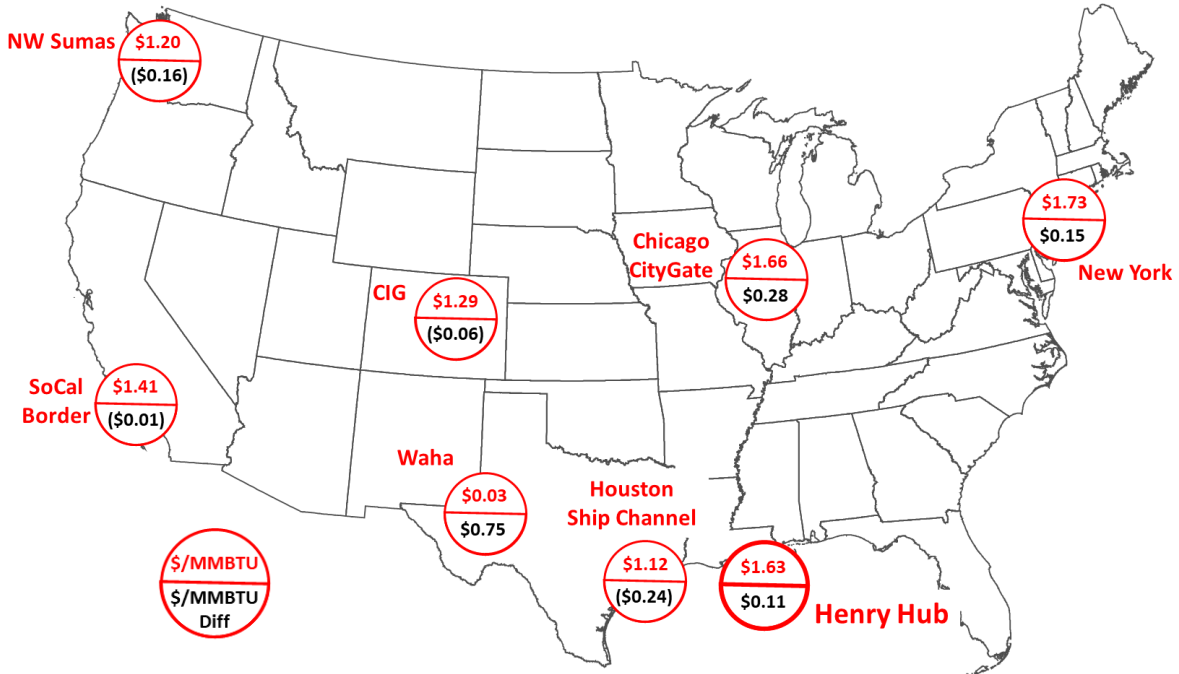 NW Sumas
$1.20
($0.16)
$1.73
$0.15
New York
Chicago
CityGate
$1.66
$0.28
CIG
$1.29
($0.06)
SoCal
Border
$1.41
($0.01)
Waha
$0.03
$0.75
Houston
Ship Channel
$1.12
($0.24)
$1.63
$0.11
Henry Hub
$/MMBTU
$/MMBTU
Diff